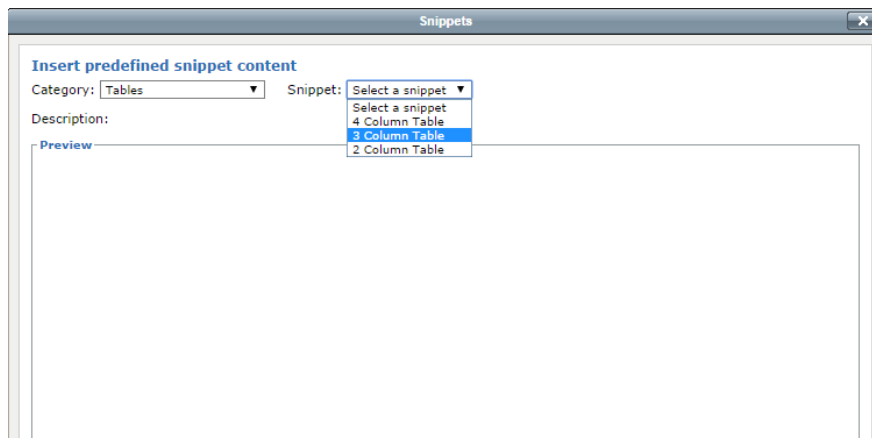 Snippets
Insert predefined snippet content
Category: Tables Snippet: Select a snippet
Select a snippet
4 Column Table
3 Column Table
2 Column Table
Description:
Preview